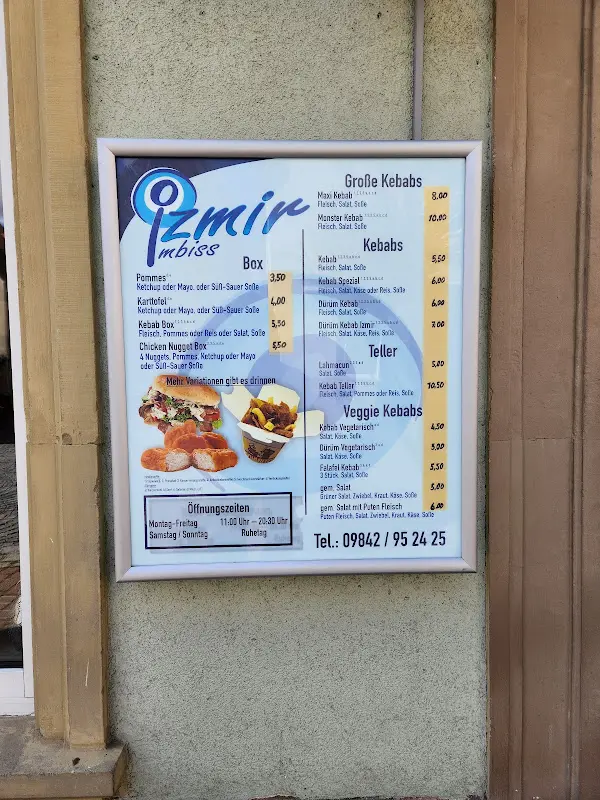 izmir
imbiss
Box
Pommes 3,50
Ketchup oder Mayo. oder Süß-Sauer Soße
Karttofel 4,00
Ketchup oder Mayo. oder Süß-Sauer Soße
Kebab Box 5,50
Fleisch, Pommes oder Reis oder Salat, Soße
Chicken Nugget Box 5,50
4 Nuggets, Pommes, Ketchup oder Mayo
oder Süß-Sauer Soße
Mehr Variationen gibt es drinnen
Öffnungszeiten
Montag-Freitag 11:00 Uhr – 20:30 Uhr
Samstag / Sonntag Ruhetag
Große Kebabs
Maxi Kebab 8,00
Fleisch, Salat, Soße
Monster Kebab 10,00
Fleisch, Salat, Soße
Kebabs
Kebab 5,50
Fleisch, Salat, Soße
Kebab Spezial 6,00
Fleisch, Salat, Käse oder Reis, Soße
Dürüm Kebab 6,00
Fleisch, Salat, Soße
Dürüm Kebab Izmir 7,00
Fleisch, Salat, Käse, Reis, Soße
Teller
Lahmacun 5,00
Salat, Soße
Kebab Teller 10,50
Fleisch, Salat, Pommes oder Reis, Soße
Veggie Kebabs
Kebab Vegetarisch 4,50
Salat, Käse, Soße
Dürüm Vegetarisch 5,00
Salat, Käse, Soße
Falafel Kebab 5,50
3 Stück, Salat, Soße
gem. Salat 5,00
Grüner Salat, Zwiebel, Kraut, Käse, Soße
gem. Salat mit Puten Fleisch 6,00
Puten Fleisch, Salat, Zwiebel, Kraut, Käse, Soße
Tel.: 09842 / 95 24 25